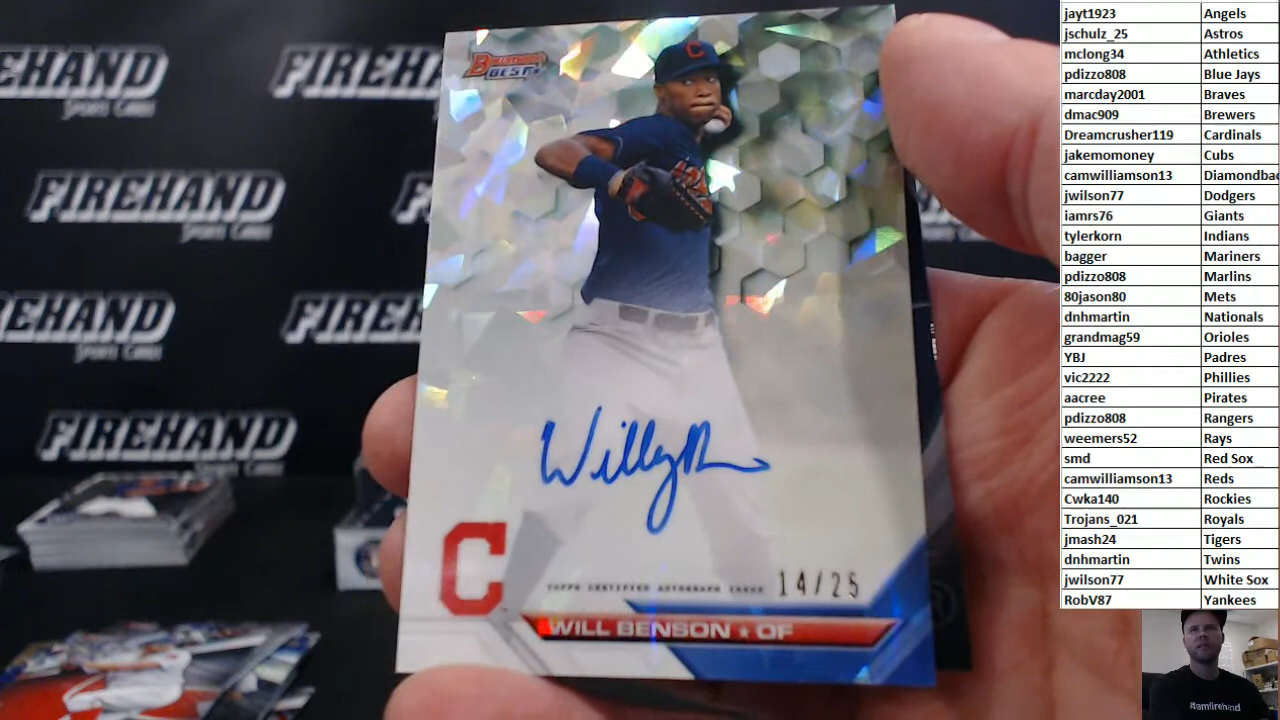 FIREHAND
SPORTS CARDS
FIREHAND
FIREHAND
SPORTS CARDS
FIREHAND
FIREHAND
SPORTS CARDS
BOWMAN'S
BEST
C
C
Willy B
TOPPS CERTIFIED AUTOGRAPH ISSUE
14/25
WILL BENSON ★ OF
jayt1923 Angels
jschulz_25 Astros
mclong34 Athletics
pdizzo808 Blue Jays
marcday2001 Braves
dmac909 Brewers
Dreamcrusher119 Cardinals
jakemomoney Cubs
camwilliamson13 Diamondbac
jwilson77 Dodgers
iamrs76 Giants
tylerkorn Indians
bagger Mariners
pdizzo808 Marlins
80jason80 Mets
dnhmartin Nationals
grandmag59 Orioles
YBJ Padres
vic2222 Phillies
aacree Pirates
pdizzo808 Rangers
weemers52 Rays
smd Red Sox
camwilliamson13 Reds
Cwka140 Rockies
Trojans_021 Royals
jmash24 Tigers
dnhmartin Twins
jwilson77 White Sox
RobV87 Yankees
#iamfirehand